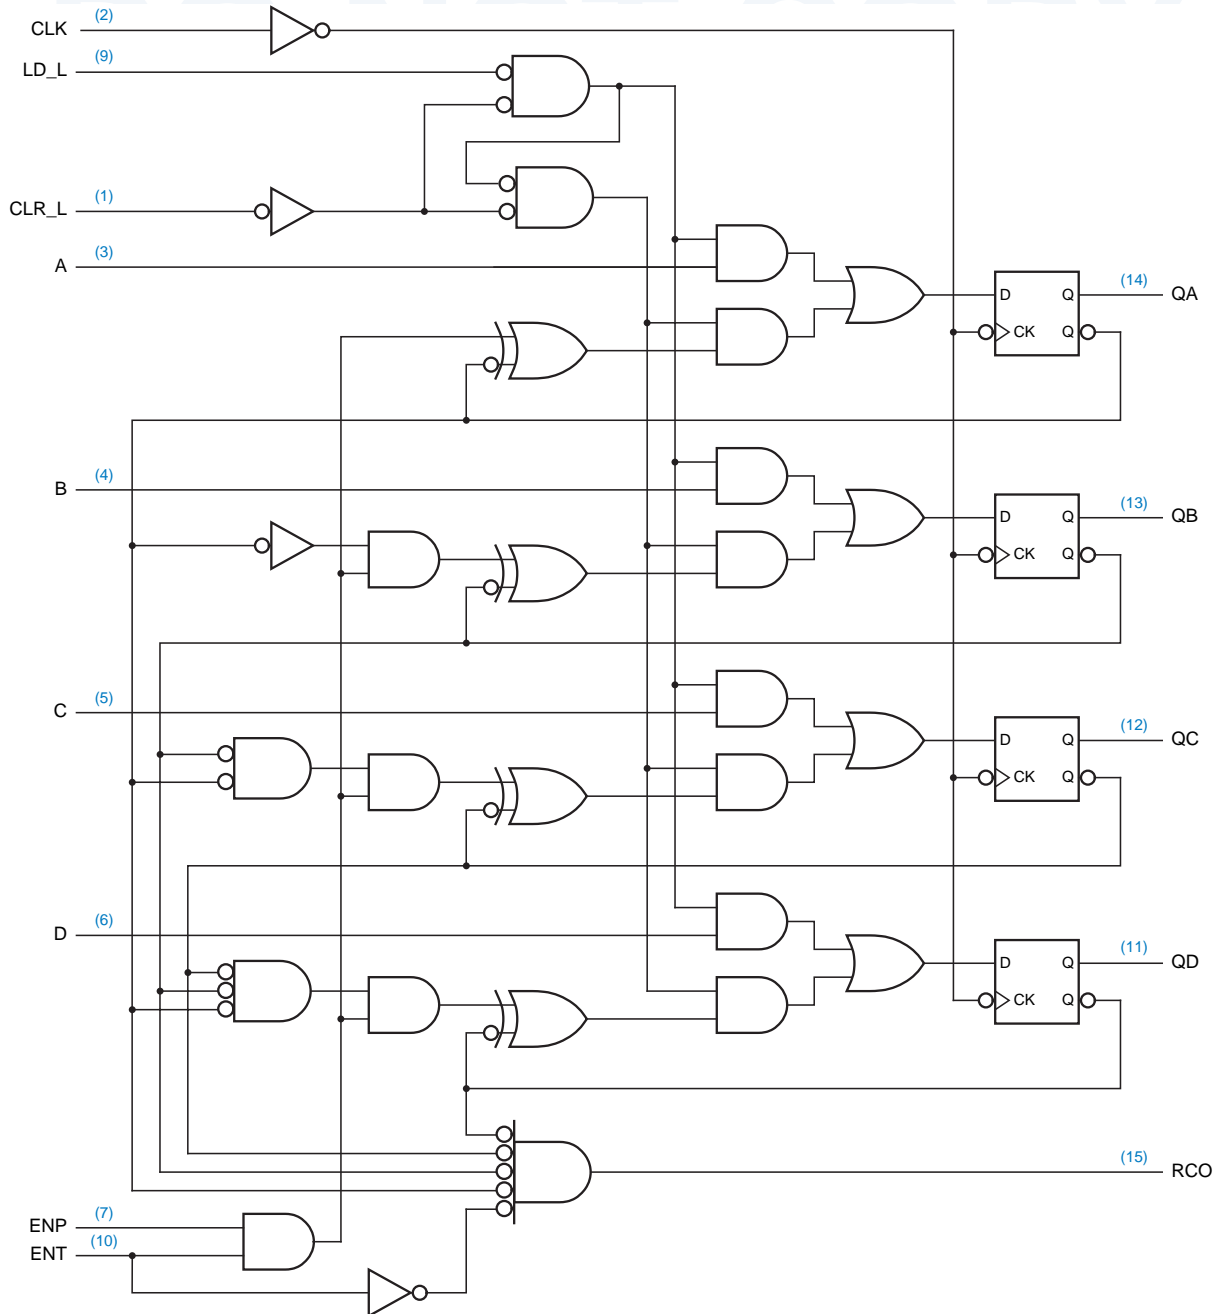 CLK (2)
LD_L (9)
CLR_L (1)
A (3)
D Q (14) QA
CK Q
B (4)
D Q (13) QB
CK Q
C (5)
D Q (12) QC
CK Q
D (6)
D Q (11) QD
CK Q
(15) RCO
ENP (7)
ENT (10)